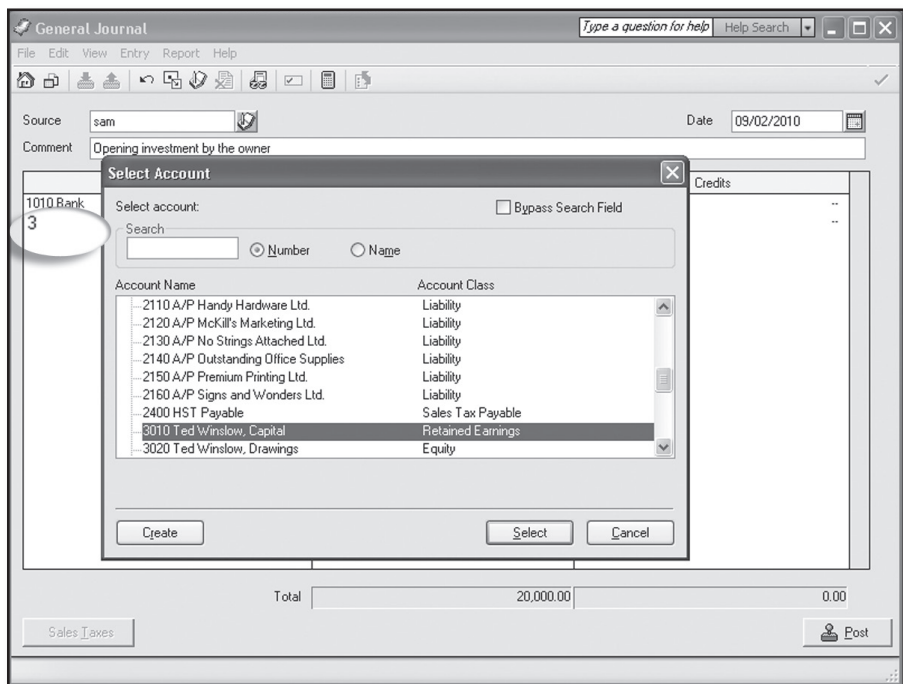 General Journal
Type a question for help Help Search
File Edit View Entry Report Help
Source sam Date 09/02/2010
Comment Opening investment by the owner
Select Account
Credits
1010 Bank --
3 --
Select account: Bypass Search Field
Search
Number Name
Account Name Account Class
2110 A/P Handy Hardware Ltd. Liability
2120 A/P McKill's Marketing Ltd. Liability
2130 A/P No Strings Attached Ltd. Liability
2140 A/P Outstanding Office Supplies Liability
2150 A/P Premium Printing Ltd. Liability
2160 A/P Signs and Wonders Ltd. Liability
2400 HST Payable Sales Tax Payable
3010 Ted Winslow, Capital Retained Earnings
3020 Ted Winslow, Drawings Equity
Create Select Cancel
Total 20,000.00 0.00
Sales Taxes Post